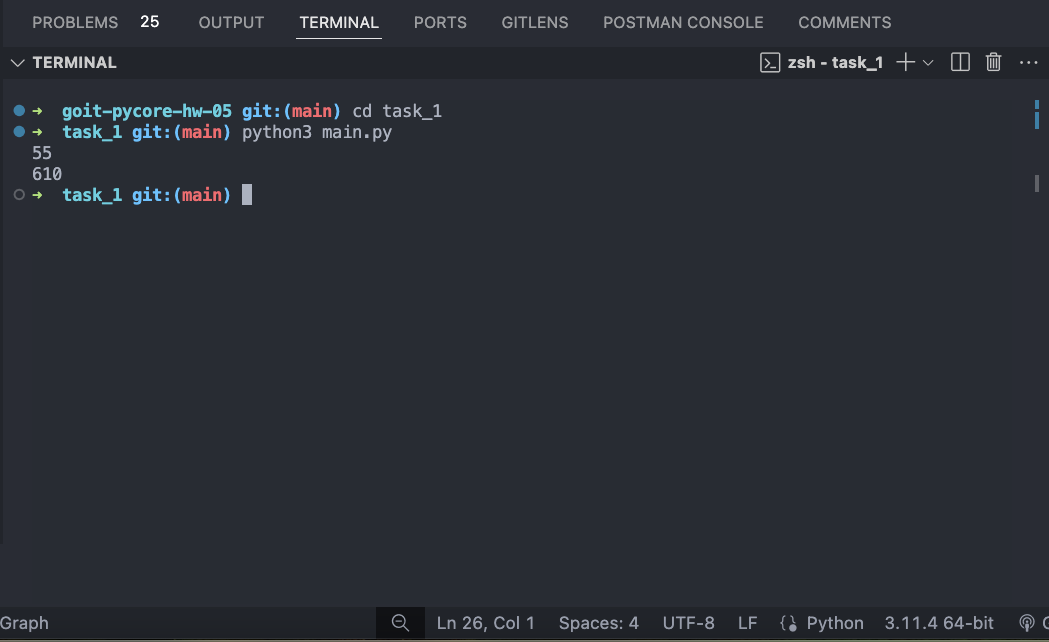 PROBLEMS 25 OUTPUT TERMINAL PORTS GITLENS POSTMAN CONSOLE COMMENTS
TERMINAL zsh - task_1
➜ goit-pycore-hw-05 git:(main) cd task_1
➜ task_1 git:(main) python3 main.py
55
610
➜ task_1 git:(main)
Graph Ln 26, Col 1 Spaces: 4 UTF-8 LF Python 3.11.4 64-bit